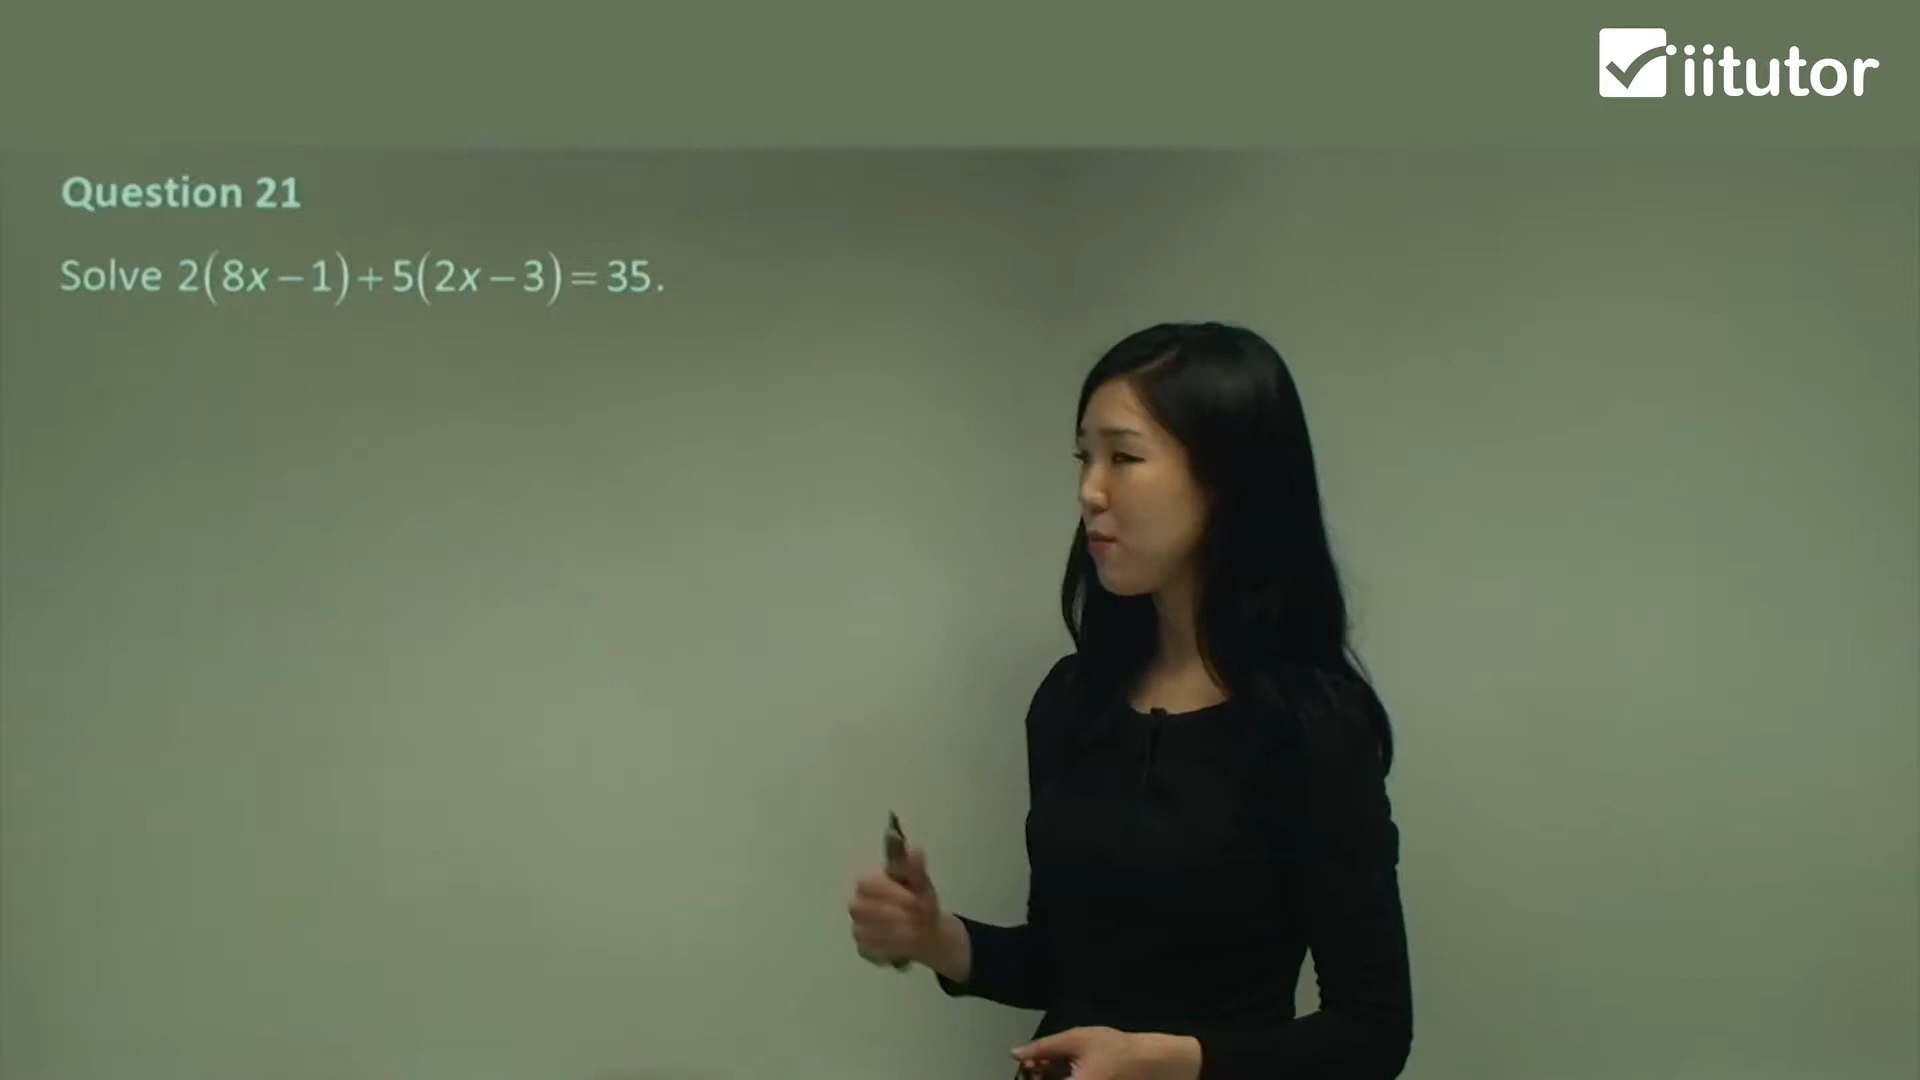 iitutor
Question 21
Solve 2(8x−1)+5(2x−3)=35.